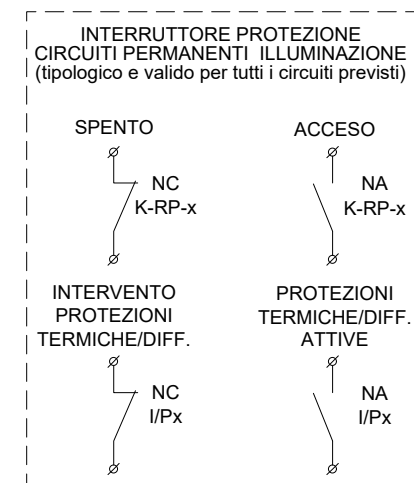 INTERRUTTORE PROTEZIONE
CIRCUITI PERMANENTI ILLUMINAZIONE
(tipologico e valido per tutti i circuiti previsti)
SPENTO
NC
K-RP-x
ACCESO
NA
K-RP-x
INTERVENTO
PROTEZIONI
TERMICHE/DIFF.
NC
I/Px
PROTEZIONI
TERMICHE/DIFF.
ATTIVE
NA
I/Px